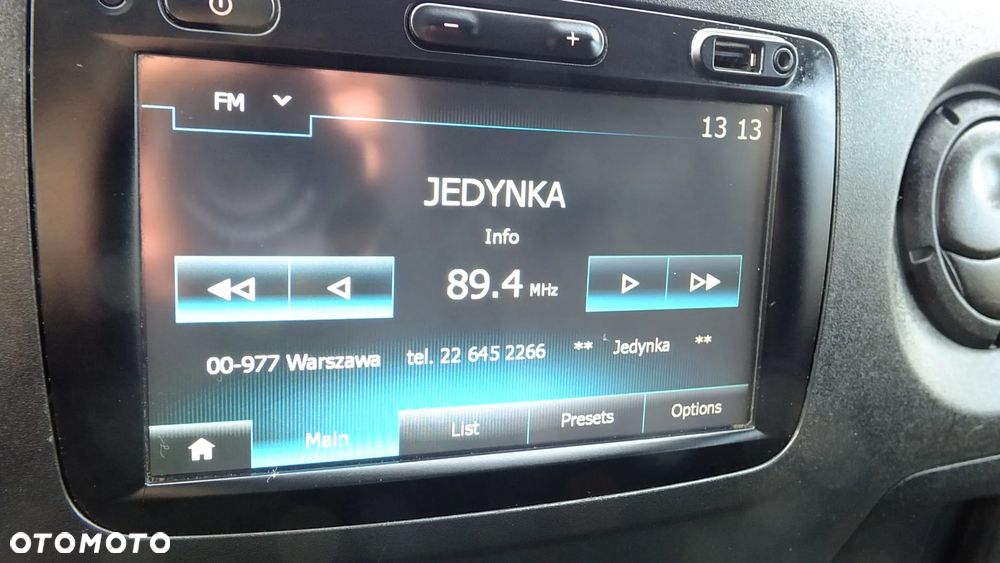 − +
FM
13 13
JEDYNKA
Info
89.4 MHz
00-977 Warszawa tel. 22 645 2266 ** Jedynka **
Main List Presets Options
OTOMOTO